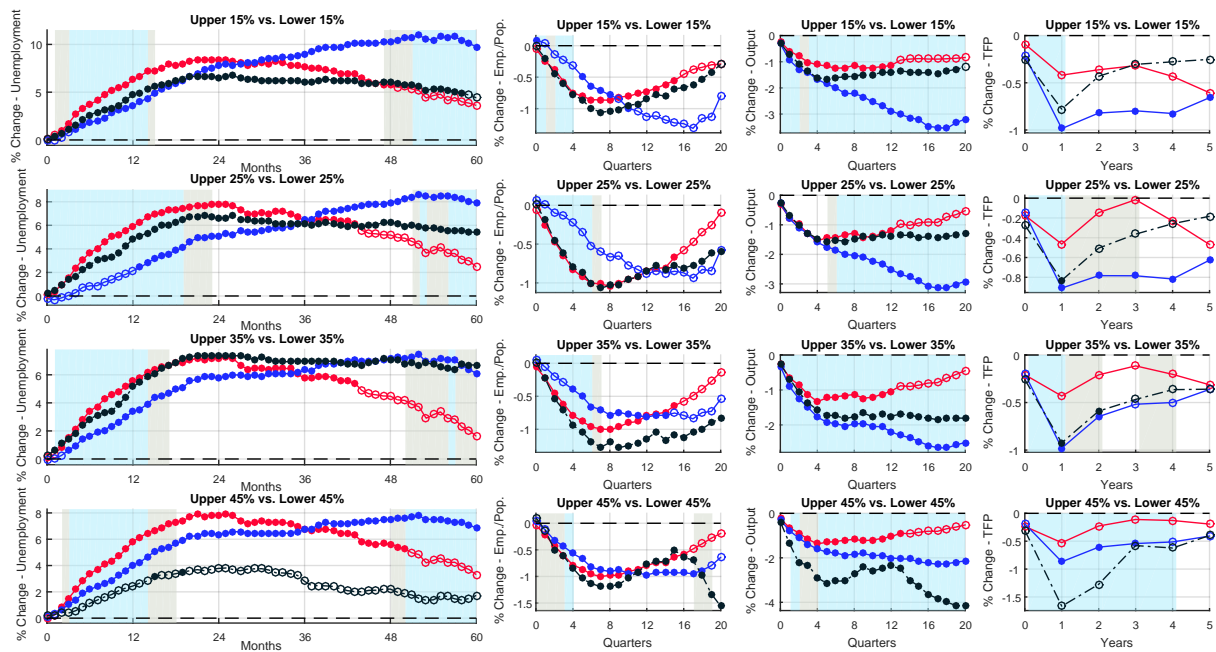 Upper 15% vs. Lower 15%
% Change - Unemployment
10
5
0
0 12 24 36 48 60
Months
Upper 15% vs. Lower 15%
% Change - Emp./Pop.
0
-0.5
-1
0 4 8 12 16 20
Quarters
Upper 15% vs. Lower 15%
% Change - Output
0
-1
-2
-3
0 4 8 12 16 20
Quarters
Upper 15% vs. Lower 15%
% Change - TFP
0
-0.5
-1
0 1 2 3 4 5
Years
Upper 25% vs. Lower 25%
% Change - Unemployment
8
6
4
2
0
0 12 24 36 48 60
Months
Upper 25% vs. Lower 25%
% Change - Emp./Pop.
0
-0.5
-1
0 4 8 12 16 20
Quarters
Upper 25% vs. Lower 25%
% Change - Output
0
-1
-2
-3
0 4 8 12 16 20
Quarters
Upper 25% vs. Lower 25%
% Change - TFP
0
-0.2
-0.4
-0.6
-0.8
0 1 2 3 4 5
Years
Upper 35% vs. Lower 35%
% Change - Unemployment
6
4
2
0
0 12 24 36 48 60
Months
Upper 35% vs. Lower 35%
% Change - Emp./Pop.
0
-0.5
-1
0 4 8 12 16 20
Quarters
Upper 35% vs. Lower 35%
% Change - Output
0
-1
-2
0 4 8 12 16 20
Quarters
Upper 35% vs. Lower 35%
% Change - TFP
0
-0.5
-1
0 1 2 3 4 5
Years
Upper 45% vs. Lower 45%
% Change - Unemployment
8
6
4
2
0
0 12 24 36 48 60
Months
Upper 45% vs. Lower 45%
% Change - Emp./Pop.
0
-0.5
-1
-1.5
0 4 8 12 16 20
Quarters
Upper 45% vs. Lower 45%
% Change - Output
0
-2
-4
0 4 8 12 16 20
Quarters
Upper 45% vs. Lower 45%
% Change - TFP
0
-0.5
-1
-1.5
0 1 2 3 4 5
Years